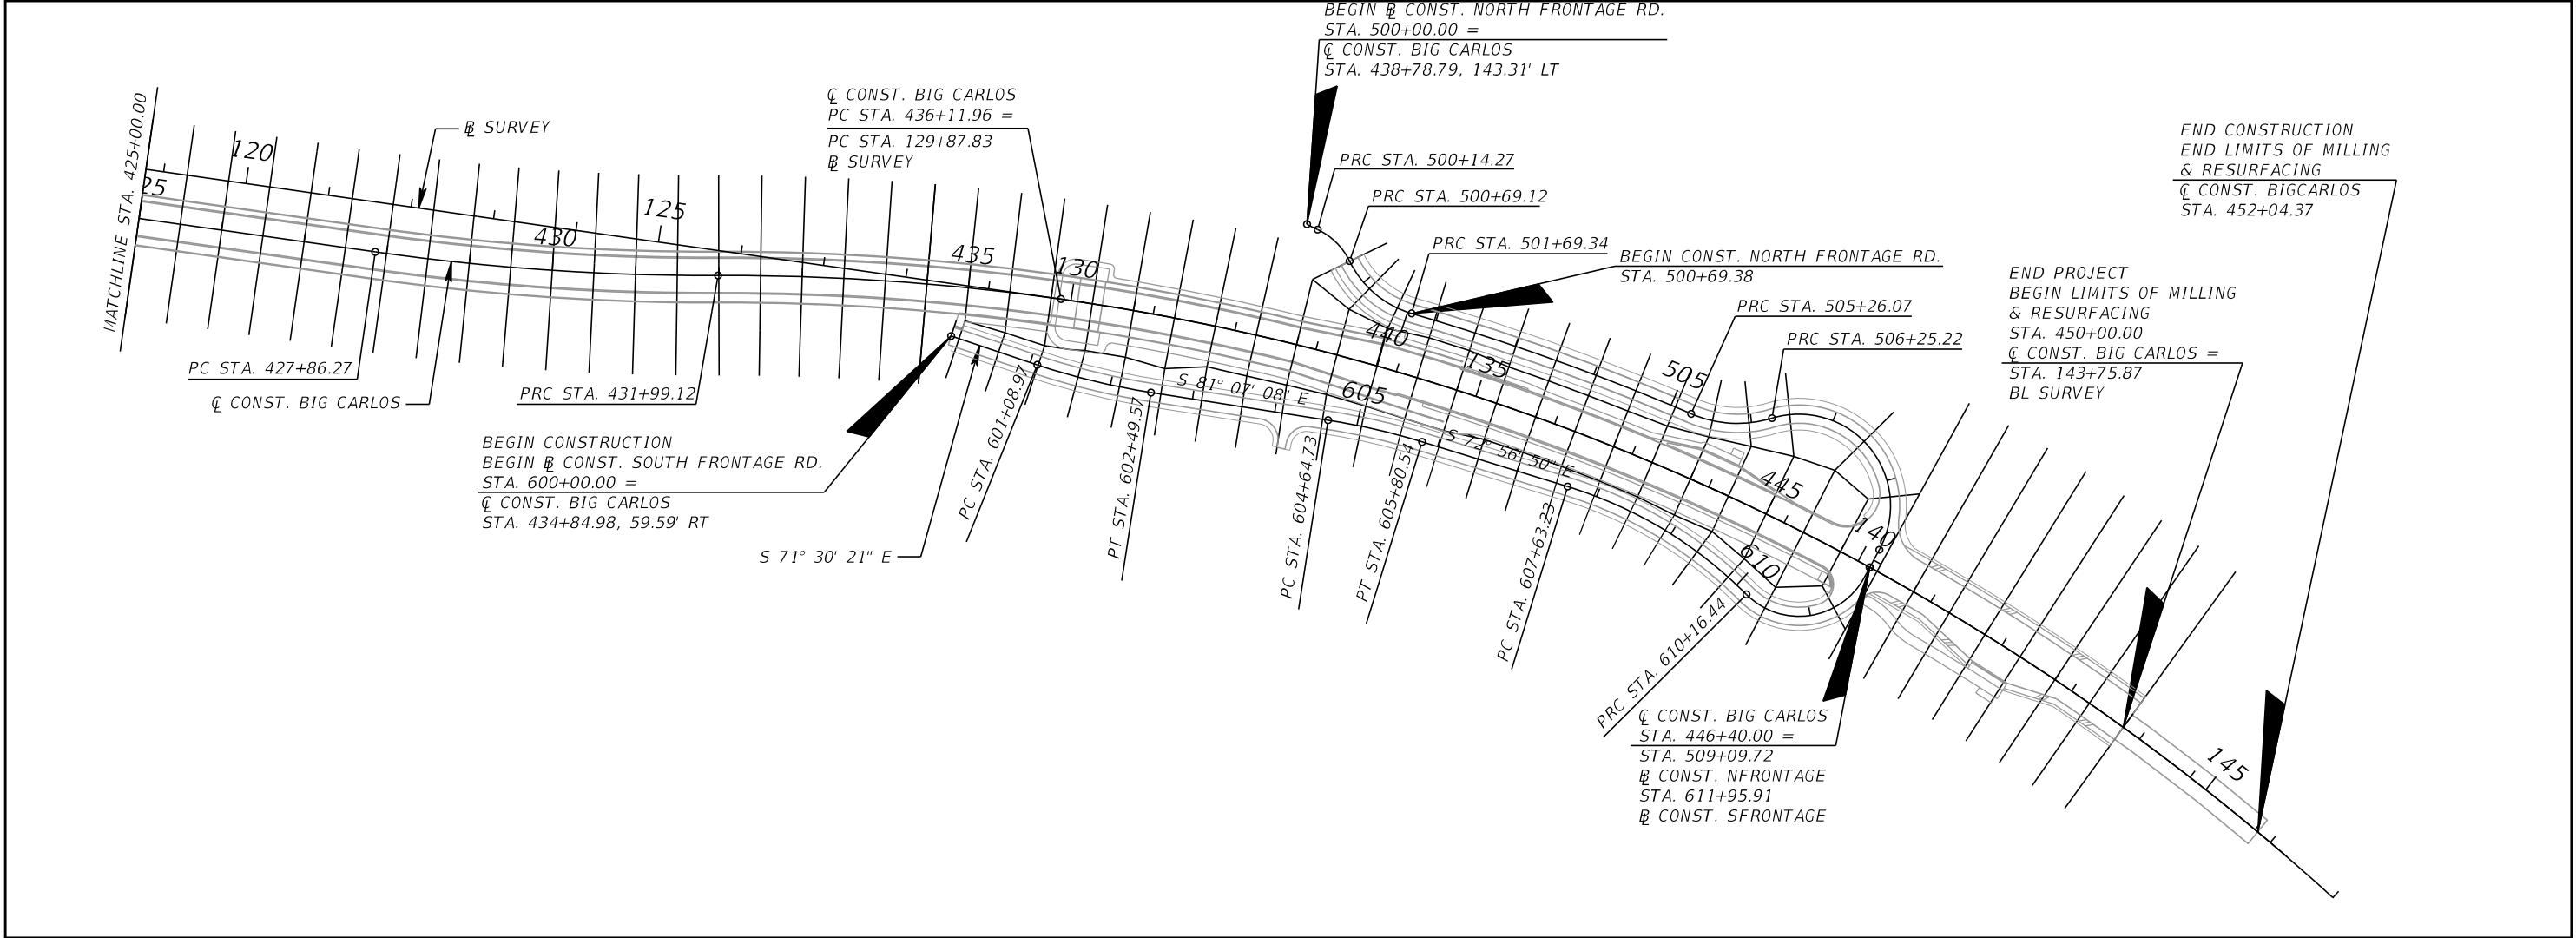 BEGIN ℄ CONST. NORTH FRONTAGE RD.
STA. 500+00.00 =
℄ CONST. BIG CARLOS
STA. 438+78.79, 143.31' LT
MATCHLINE STA. 425+00.00
25
120
BL SURVEY
430
125
℄ CONST. BIG CARLOS
PC STA. 436+11.96 =
PC STA. 129+87.83
BL SURVEY
435
130
PRC STA. 500+14.27
PRC STA. 500+69.12
PRC STA. 501+69.34
BEGIN CONST. NORTH FRONTAGE RD.
STA. 500+69.38
PRC STA. 505+26.07
PRC STA. 506+25.22
END CONSTRUCTION
END LIMITS OF MILLING
& RESURFACING
℄ CONST. BIGCARLOS
STA. 452+04.37
END PROJECT
BEGIN LIMITS OF MILLING
& RESURFACING
STA. 450+00.00
℄ CONST. BIG CARLOS =
STA. 143+75.87
BL SURVEY
PC STA. 427+86.27
℄ CONST. BIG CARLOS
PRC STA. 431+99.12
440
135
505
S 81° 07' 08" E
605
S 72° 56' 50" E
445
140
610
145
BEGIN CONSTRUCTION
BEGIN BL CONST. SOUTH FRONTAGE RD.
STA. 600+00.00 =
℄ CONST. BIG CARLOS
STA. 434+84.98, 59.59' RT
S 71° 30' 21" E
PC STA. 601+08.97
PT STA. 602+49.57
PC STA. 604+64.73
PT STA. 605+80.54
PC STA. 607+63.23
PRC STA. 610+16.44
℄ CONST. BIG CARLOS
STA. 446+40.00 =
STA. 509+09.72
BL CONST. NFRONTAGE
STA. 611+95.91
BL CONST. SFRONTAGE